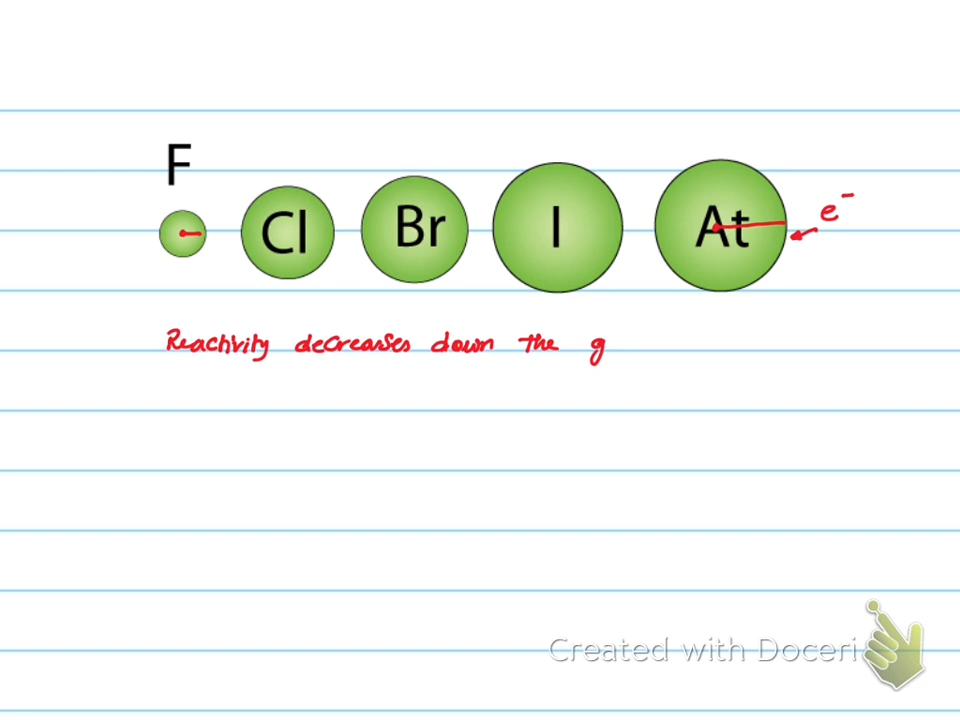 F
Cl Br I At e⁻
Reactivity decreases down the g
Created with Doceri